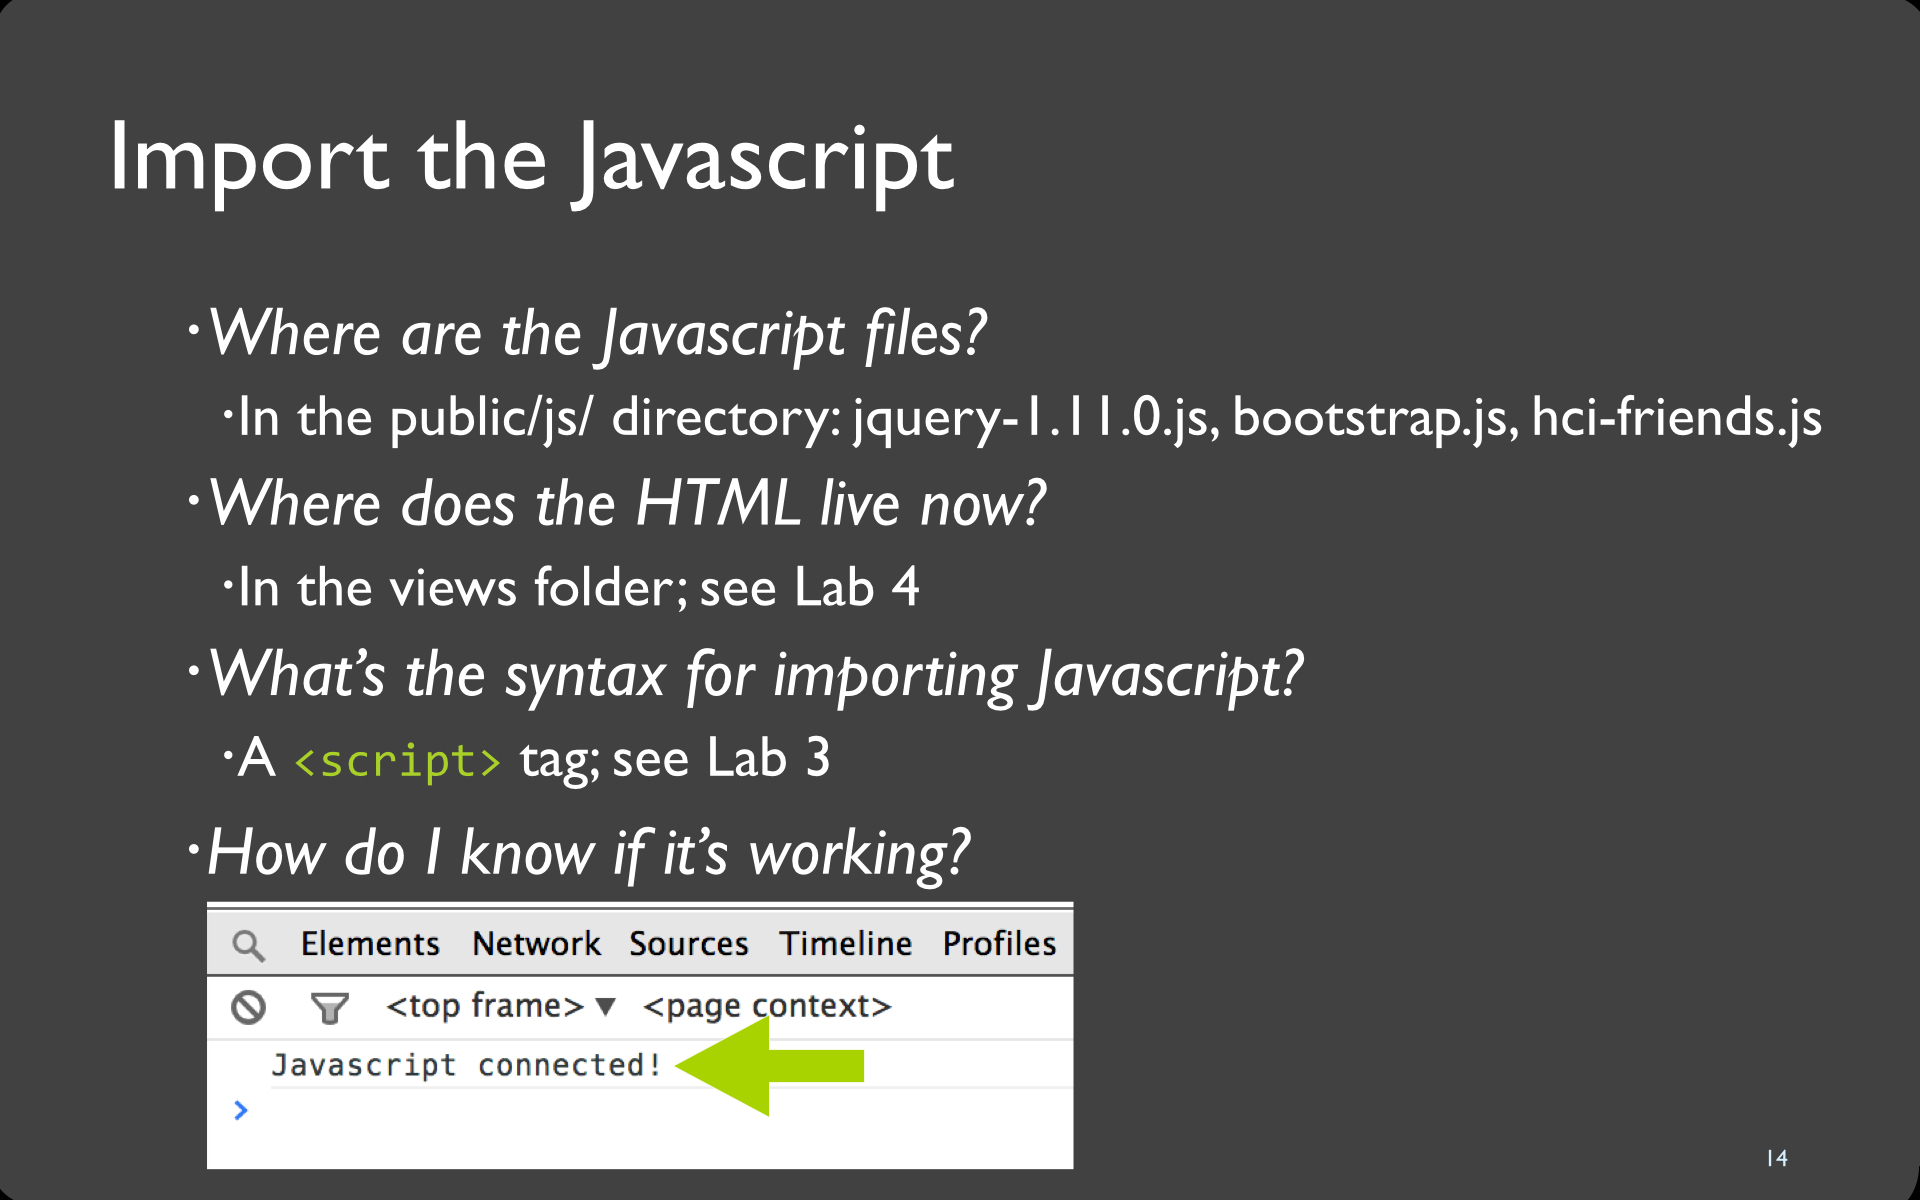 Import the Javascript
•Where are the Javascript files?
•In the public/js/ directory: jquery-1.11.0.js, bootstrap.js, hci-friends.js
•Where does the HTML live now?
•In the views folder; see Lab 4
•What’s the syntax for importing Javascript?
•A <script> tag; see Lab 3
•How do I know if it’s working?
Elements Network Sources Timeline Profiles
<top frame> ▼ <page context>
Javascript connected!
>
14